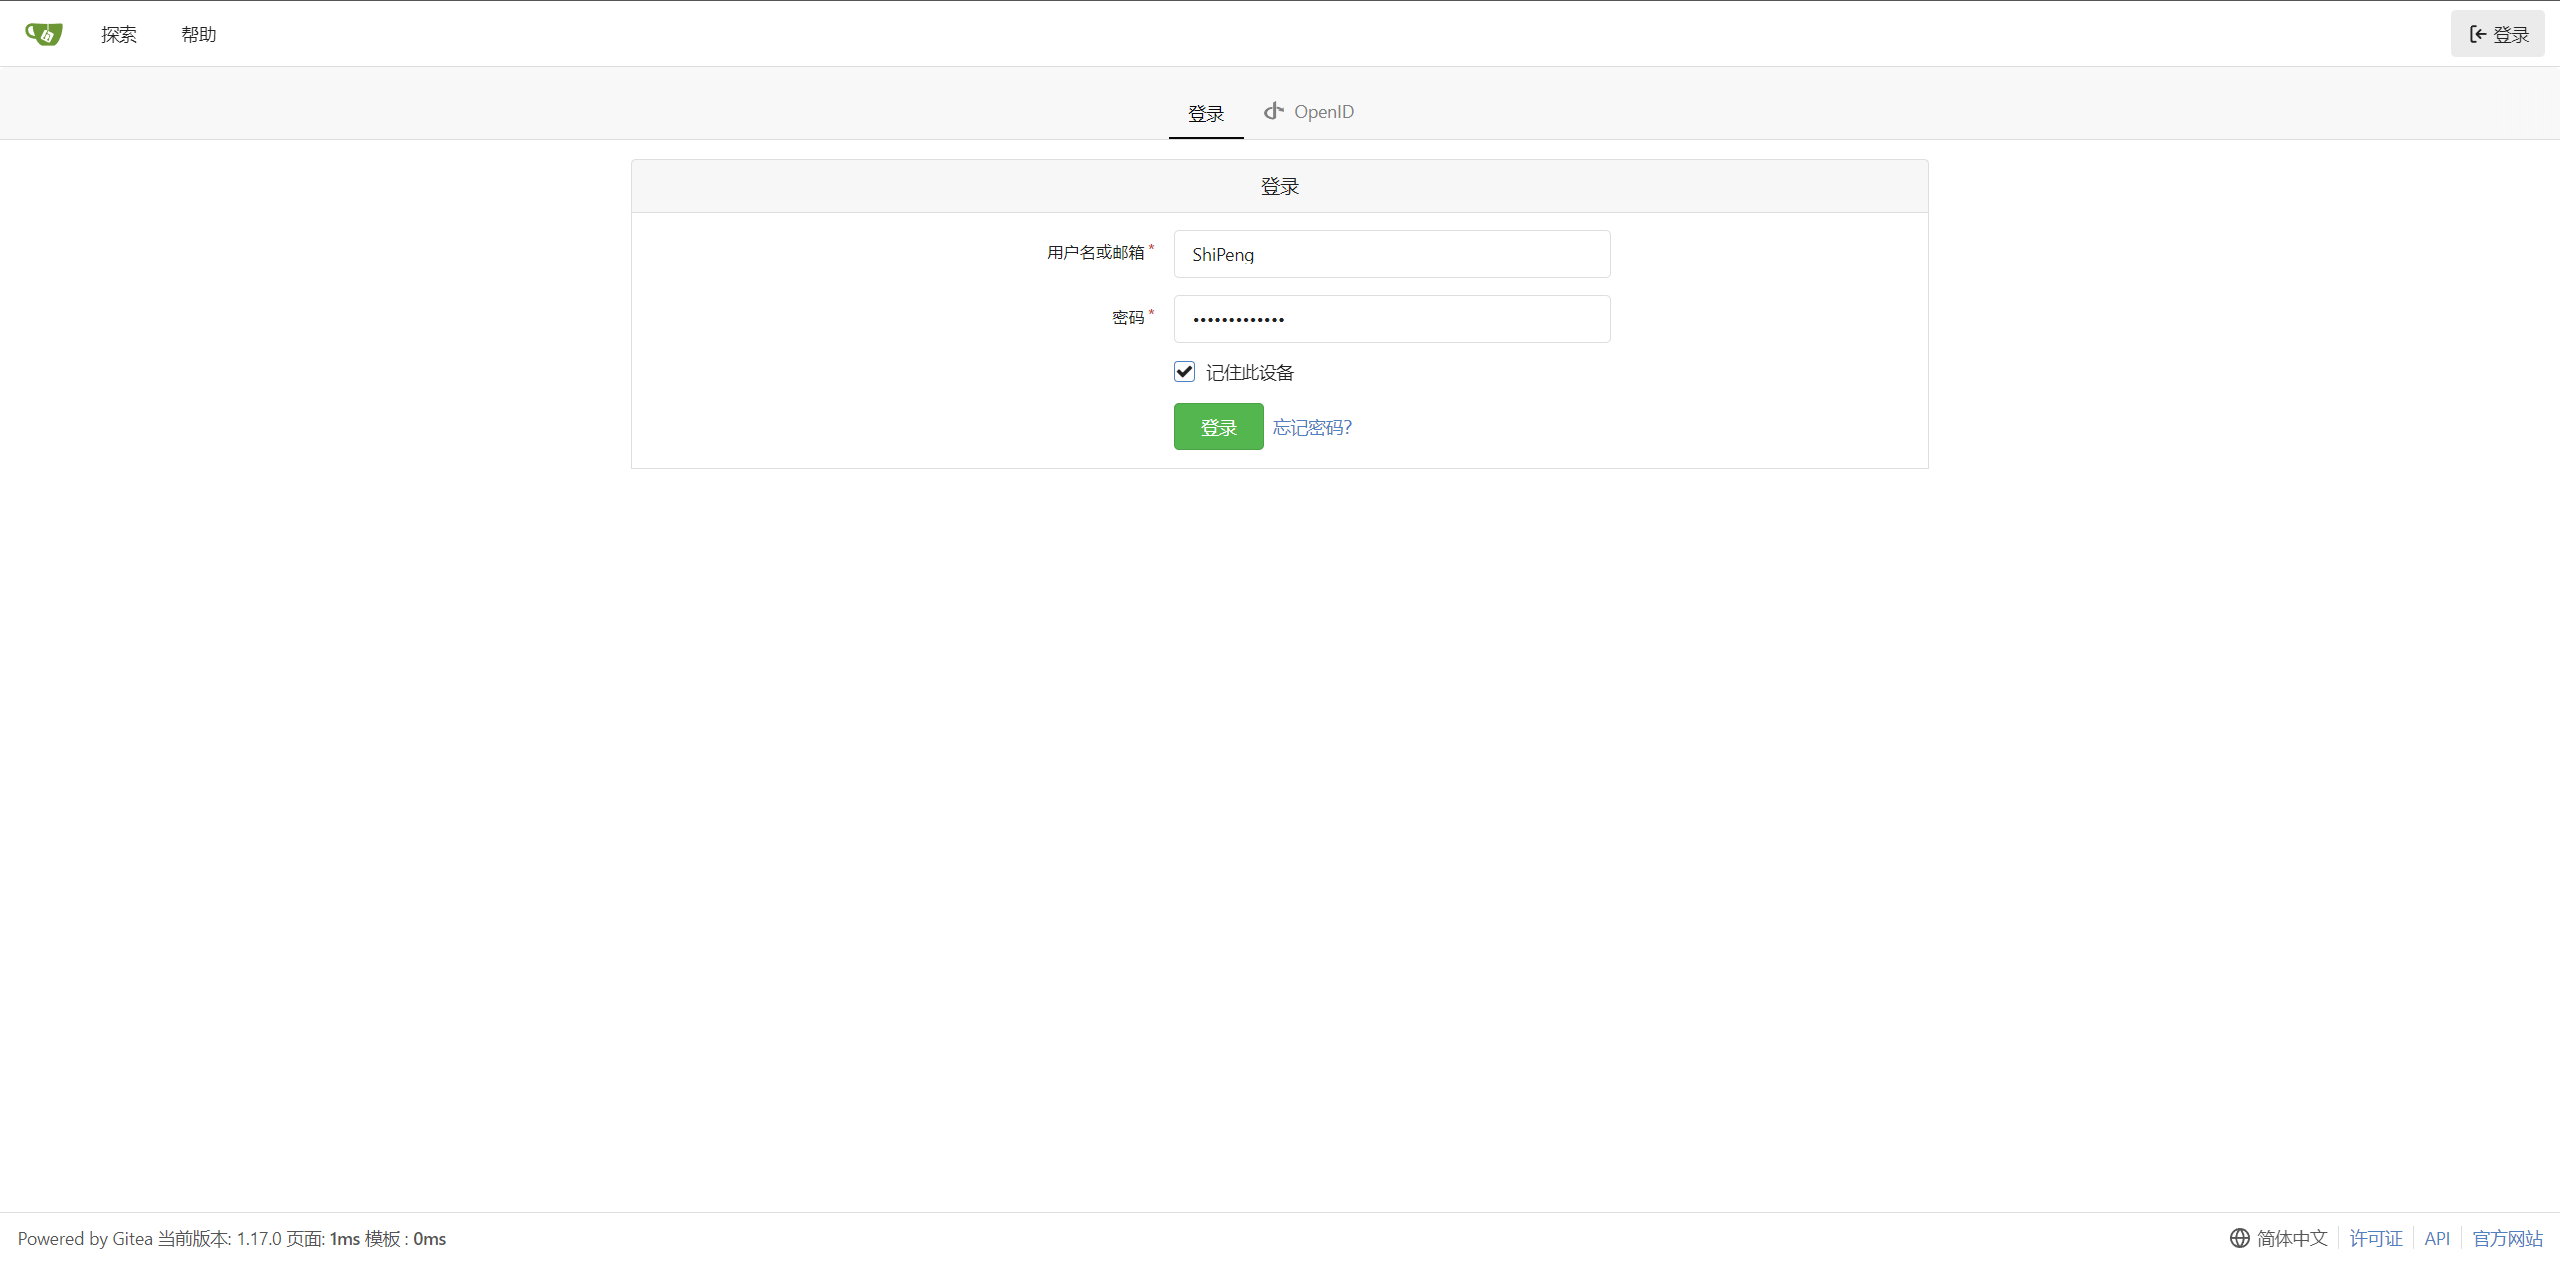 探索 帮助 登录
登录 OpenID
登录
用户名或邮箱* ShiPeng
密码* •••••••••••••
记住此设备
登录 忘记密码?
Powered by Gitea 当前版本: 1.17.0 页面: 1ms 模板 : 0ms 简体中文 许可证 API 官方网站